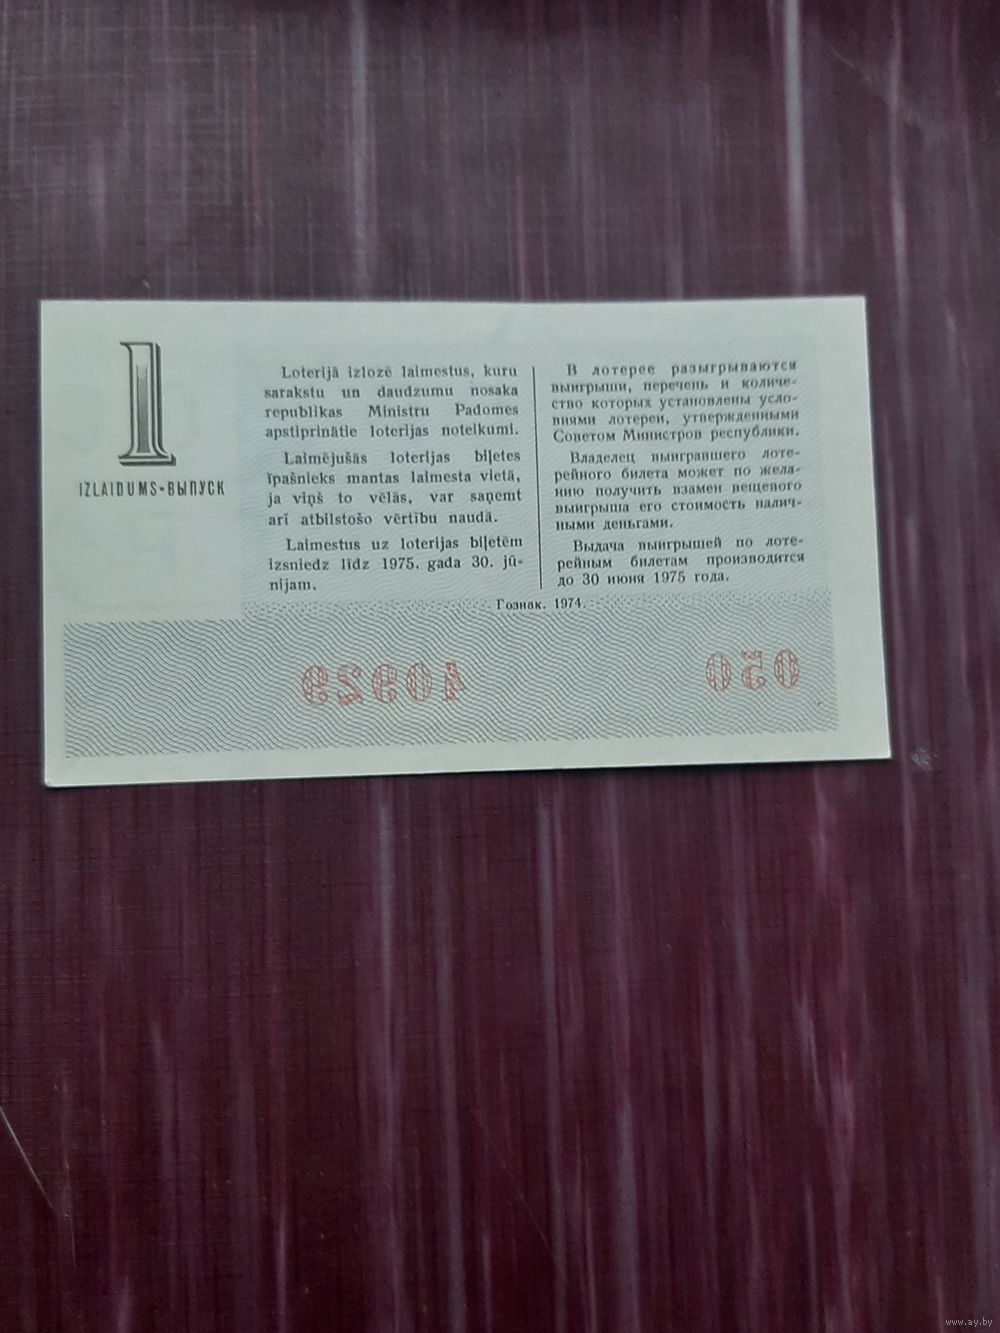 1
IZLAIDUMS-ВЫПУСК
Loterijā izlozē laimestus, kuru
sarakstu un daudzumu nosaka
republikas Ministru Padomes
apstiprinātie loterijas noteikumi.
Laimējušās loterijas biļetes
īpašnieks mantas laimesta vietā,
ja viņš to vēlās, var saņemt
arī atbilstošo vērtību naudā.
Laimestus uz loterijas biļetēm
izsniedz līdz 1975. gada 30. jū-
nijam.
В лотерее разыгрываются
выигрыши, перечень и количе-
ство которых установлены усло-
виями лотереи, утвержденными
Советом Министров республики.
Владелец выигравшего лоте-
рейного билета может по жела-
нию получить взамен вещевого
выигрыша его стоимость налич-
ными деньгами.
Выдача выигрышей по лоте-
рейным билетам производится
до 30 июня 1975 года.
Гознак. 1974.
050
www.ay.by